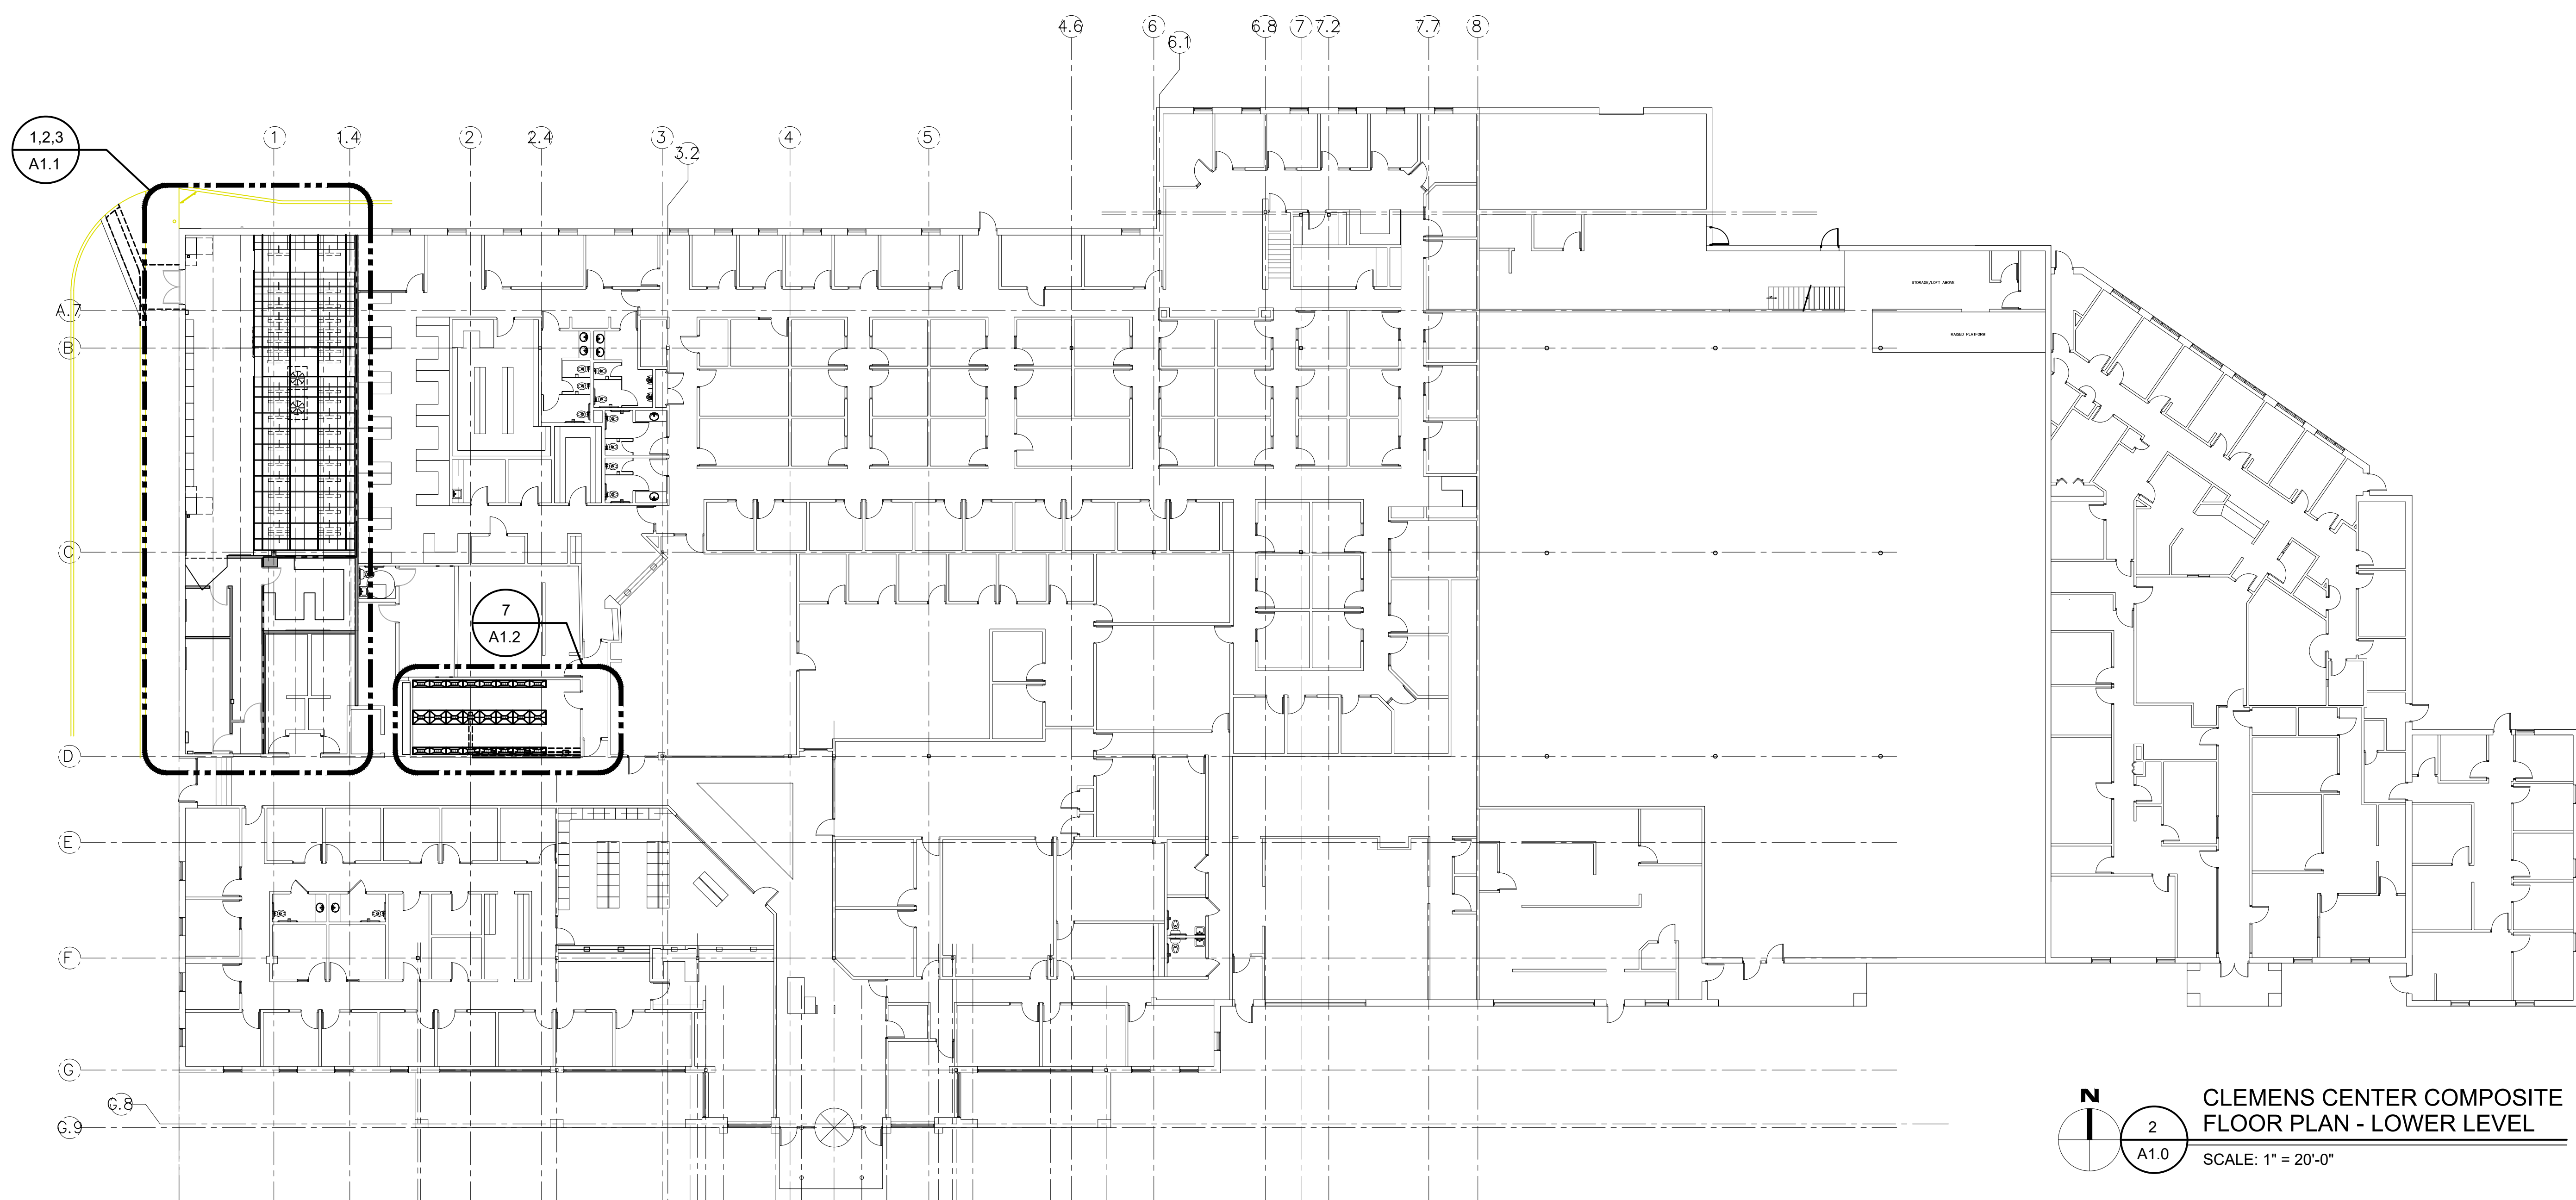 4.6
6
6.1
6.8
7
7.2
7.7
8
1,2,3
A1.1
1
1.4
2
2.4
3
3.2
4
5
A.7
B
STORAGE/LOFT ABOVE
RAISED PLATFORM
C
7
A1.2
D
E
F
G
G.8
G.9
N
2
A1.0
CLEMENS CENTER COMPOSITE
FLOOR PLAN - LOWER LEVEL
SCALE: 1" = 20'-0"